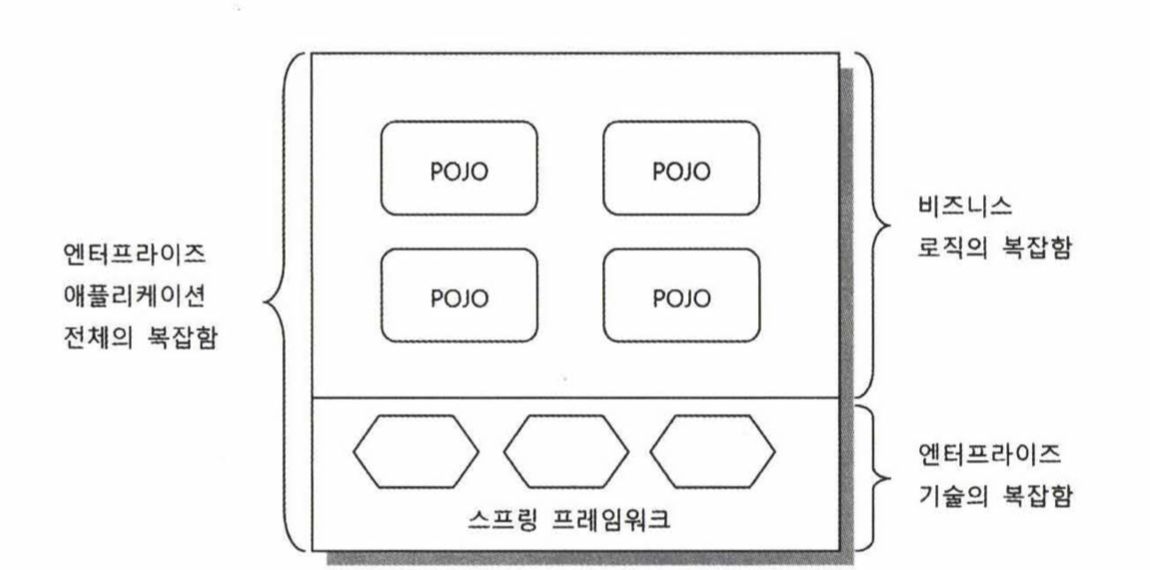 엔터프라이즈
애플리케이션
전체의 복잡함
POJO
POJO
POJO
POJO
스프링 프레임워크
비즈니스
로직의 복잡함
엔터프라이즈
기술의 복잡함